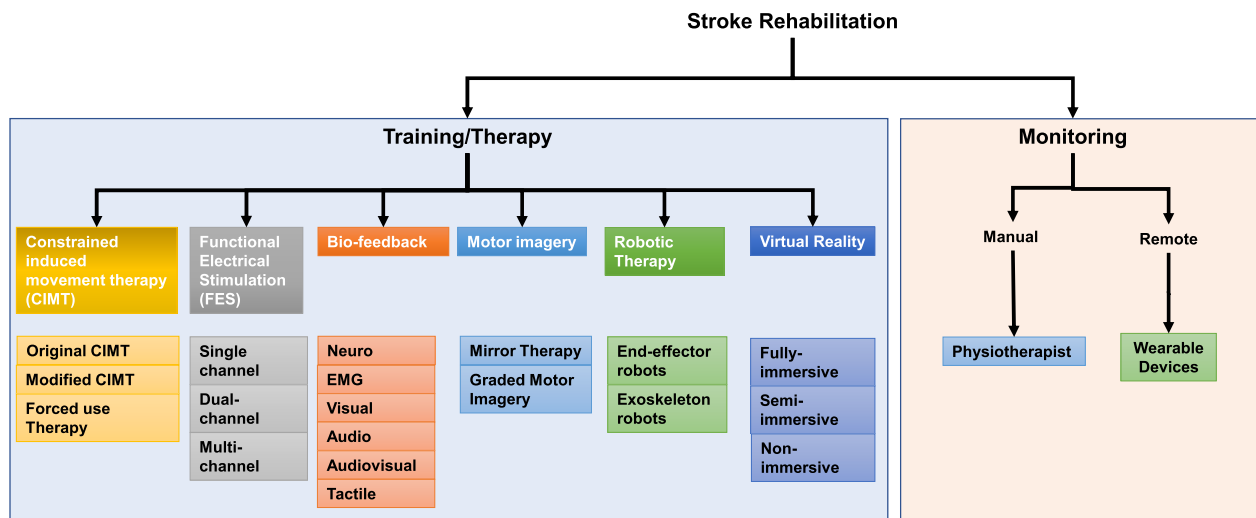 Stroke Rehabilitation
Training/Therapy
Monitoring
Constrained
induced
movement therapy
(CIMT)
Functional
Electrical
Stimulation
(FES)
Bio-feedback
Motor imagery
Robotic
Therapy
Virtual Reality
Manual
Remote
Original CIMT
Modified CIMT
Forced use
Therapy
Single
channel
Dual-
channel
Multi-
channel
Neuro
EMG
Visual
Audio
Audiovisual
Tactile
Mirror Therapy
Graded Motor
Imagery
End-effector
robots
Exoskeleton
robots
Fully-
immersive
Semi-
immersive
Non-
immersive
Physiotherapist
Wearable
Devices